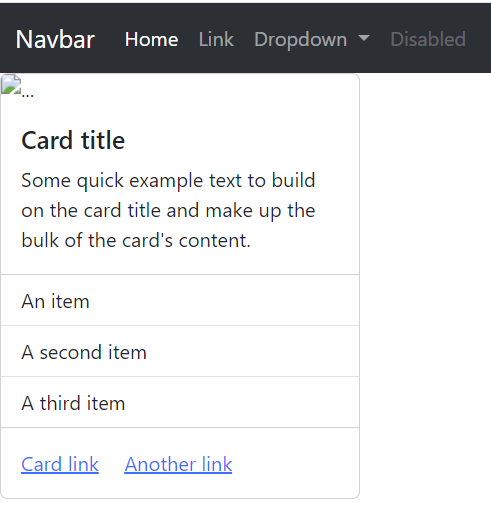 Navbar Home Link Dropdown Disabled
...
Card title
Some quick example text to build
on the card title and make up the
bulk of the card's content.
An item
A second item
A third item
Card link Another link